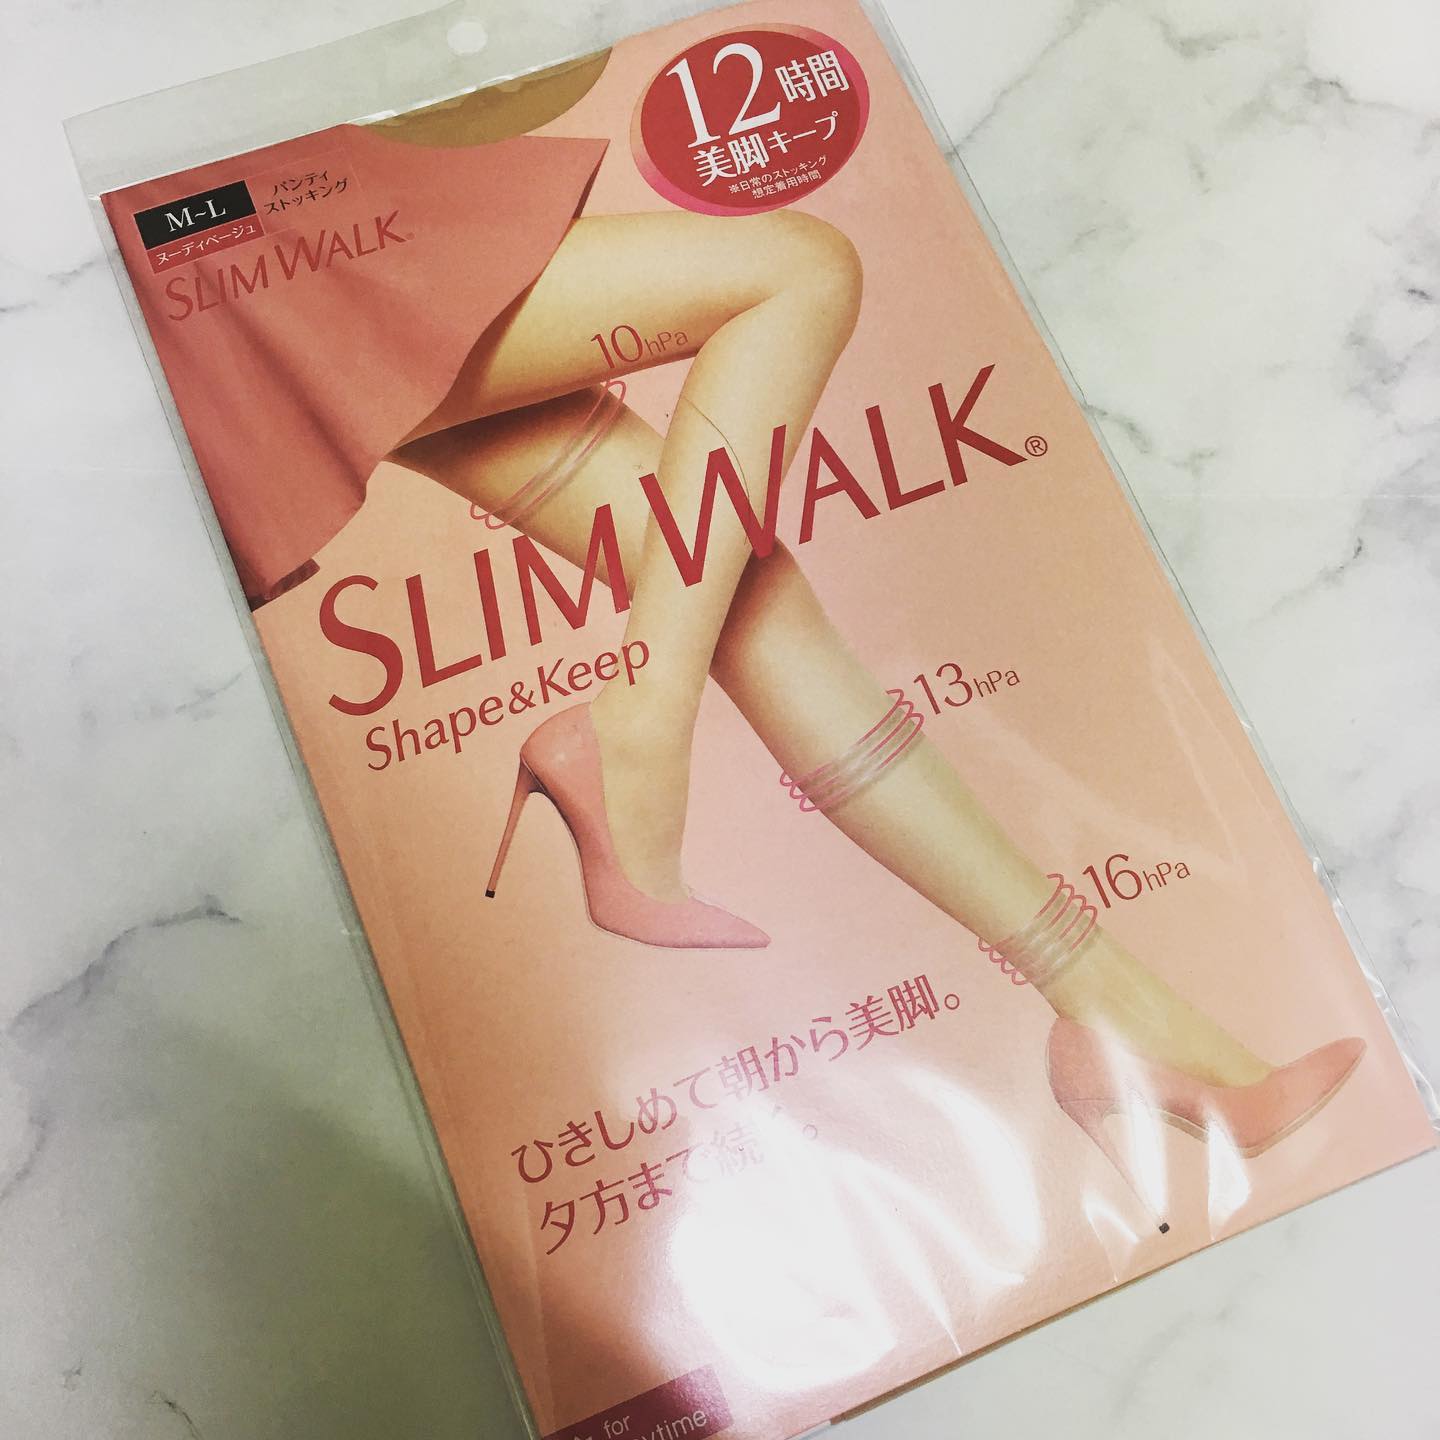 12時間
美脚キープ
※日常のストッキング
想定着用時間
M~L
パンティ
ストッキング
ヌーディベージュ
SLIM WALK®
10hPa
SLIM WALK®
Shape&Keep
13hPa
16hPa
ひきしめて朝から美脚。
夕方まで続く。
for